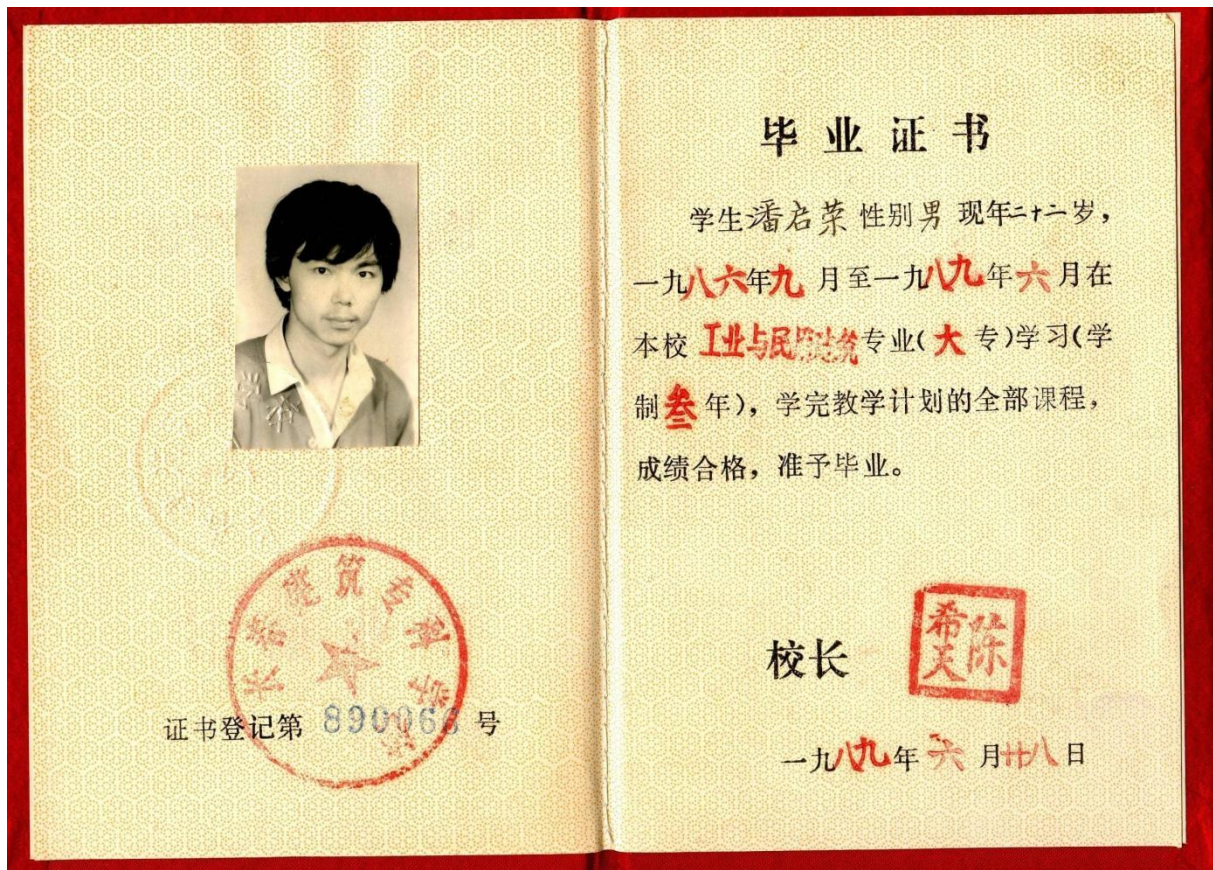 长春建筑专科学校
证书登记第 890068 号
毕业证书
学生潘启荣性别男现年二十二岁，
一九八六年九月至一九八九年六月在
本校工业与民用建筑专业(大专)学习(学
制叁年)，学完教学计划的全部课程，
成绩合格，准予毕业。
校长
陈希天
一九八九年六月廿八日